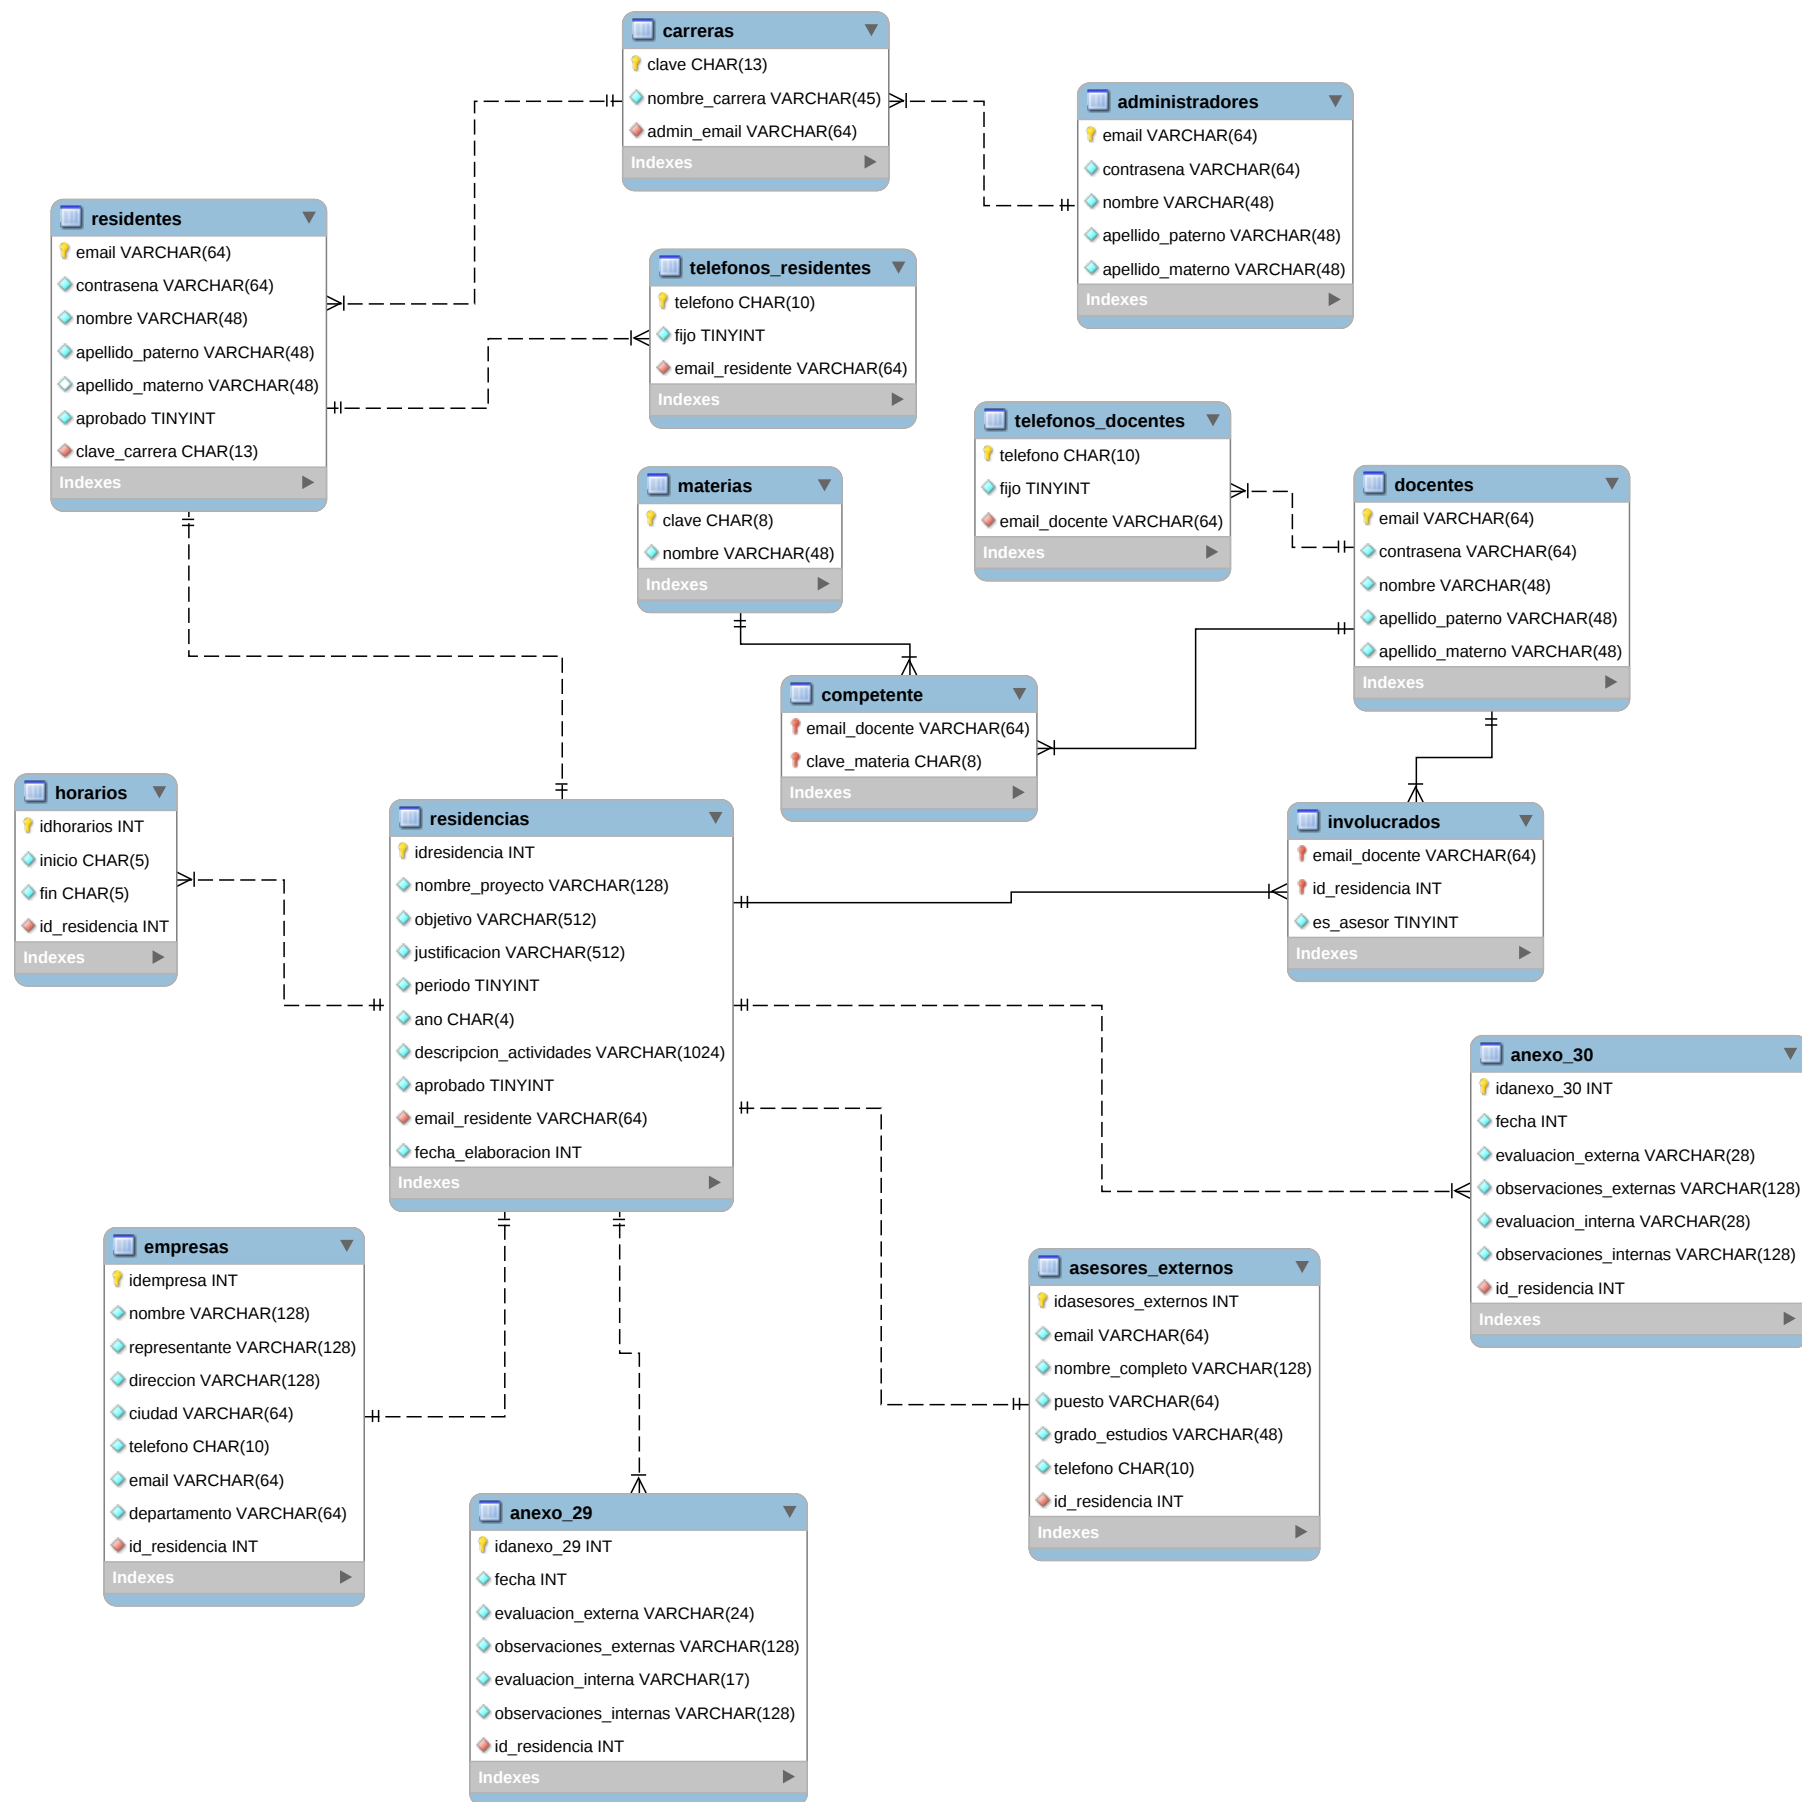 carreras
clave CHAR(13)
nombre_carrera VARCHAR(45)
admin_email VARCHAR(64)
Indexes
administradores
email VARCHAR(64)
contrasena VARCHAR(64)
nombre VARCHAR(48)
apellido_paterno VARCHAR(48)
apellido_materno VARCHAR(48)
Indexes
residentes
email VARCHAR(64)
contrasena VARCHAR(64)
nombre VARCHAR(48)
apellido_paterno VARCHAR(48)
apellido_materno VARCHAR(48)
aprobado TINYINT
clave_carrera CHAR(13)
Indexes
telefonos_residentes
telefono CHAR(10)
fijo TINYINT
email_residente VARCHAR(64)
Indexes
telefonos_docentes
telefono CHAR(10)
fijo TINYINT
email_docente VARCHAR(64)
Indexes
materias
clave CHAR(8)
nombre VARCHAR(48)
Indexes
docentes
email VARCHAR(64)
contrasena VARCHAR(64)
nombre VARCHAR(48)
apellido_paterno VARCHAR(48)
apellido_materno VARCHAR(48)
Indexes
competente
email_docente VARCHAR(64)
clave_materia CHAR(8)
Indexes
horarios
idhorarios INT
inicio CHAR(5)
fin CHAR(5)
id_residencia INT
Indexes
residencias
idresidencia INT
nombre_proyecto VARCHAR(128)
objetivo VARCHAR(512)
justificacion VARCHAR(512)
periodo TINYINT
ano CHAR(4)
descripcion_actividades VARCHAR(1024)
aprobado TINYINT
email_residente VARCHAR(64)
fecha_elaboracion INT
Indexes
involucrados
email_docente VARCHAR(64)
id_residencia INT
es_asesor TINYINT
Indexes
anexo_30
idanexo_30 INT
fecha INT
evaluacion_externa VARCHAR(28)
observaciones_externas VARCHAR(128)
evaluacion_interna VARCHAR(28)
observaciones_internas VARCHAR(128)
id_residencia INT
Indexes
empresas
idempresa INT
nombre VARCHAR(128)
representante VARCHAR(128)
direccion VARCHAR(128)
ciudad VARCHAR(64)
telefono CHAR(10)
email VARCHAR(64)
departamento VARCHAR(64)
id_residencia INT
Indexes
asesores_externos
idasesores_externos INT
email VARCHAR(64)
nombre_completo VARCHAR(128)
puesto VARCHAR(64)
grado_estudios VARCHAR(48)
telefono CHAR(10)
id_residencia INT
Indexes
anexo_29
idanexo_29 INT
fecha INT
evaluacion_externa VARCHAR(24)
observaciones_externas VARCHAR(128)
evaluacion_interna VARCHAR(17)
observaciones_internas VARCHAR(128)
id_residencia INT
Indexes